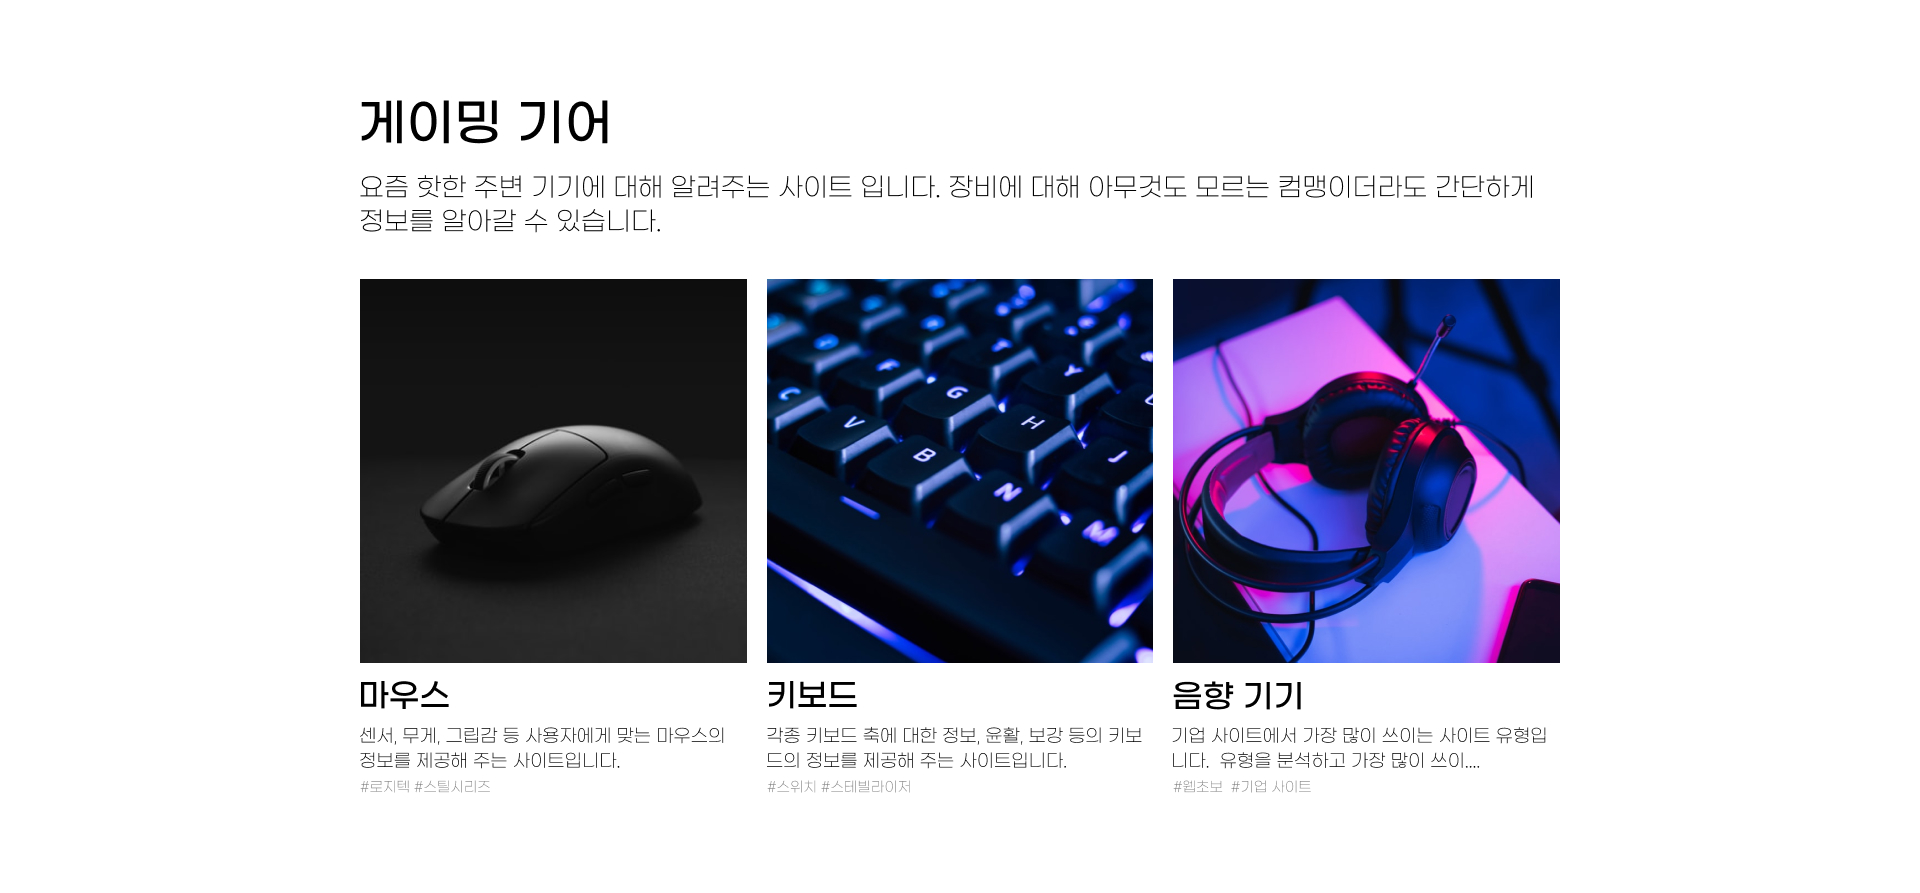 게이밍 기어
요즘 핫한 주변 기기에 대해 알려주는 사이트 입니다. 장비에 대해 아무것도 모르는 컴맹이더라도 간단하게
정보를 알아갈 수 있습니다.
C
V
F
G
B
Y
H
N
J
M
마우스
센서, 무게, 그립감 등 사용자에게 맞는 마우스의
정보를 제공해 주는 사이트입니다.
#로지텍 #스틸시리즈
키보드
각종 키보드 축에 대한 정보, 윤활, 보강 등의 키보
드의 정보를 제공해 주는 사이트입니다.
#스위치 #스테빌라이저
음향 기기
기업 사이트에서 가장 많이 쓰이는 사이트 유형입
니다.  유형을 분석하고 가장 많이 쓰이....
#웹초보  #기업 사이트